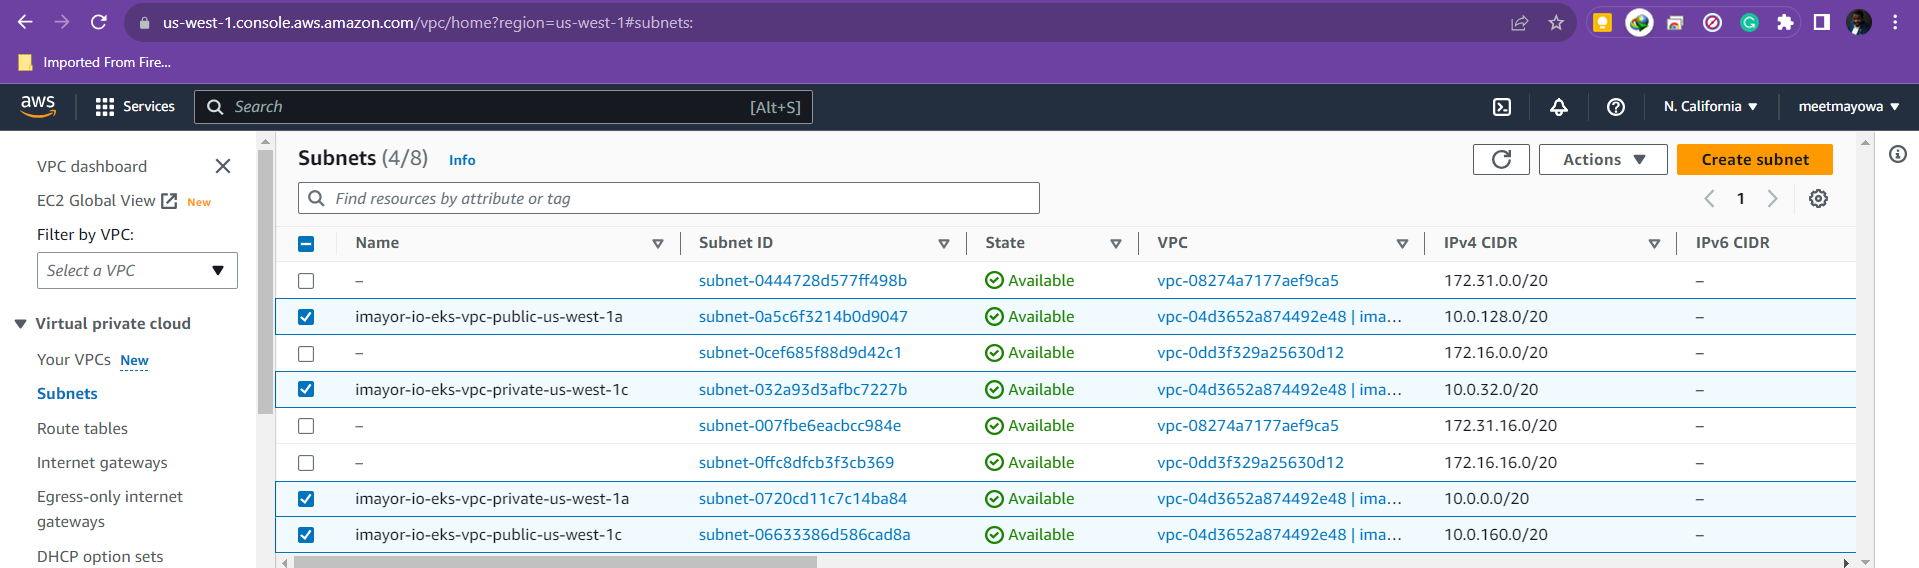 us-west-1.console.aws.amazon.com/vpc/home?region=us-west-1#subnets:
Imported From Fire...
aws Services Search [Alt+S] N. California meetmayowa
VPC dashboard
EC2 Global View New
Filter by VPC:
Select a VPC
Virtual private cloud
Your VPCs New
Subnets
Route tables
Internet gateways
Egress-only internet
gateways
DHCP option sets
Subnets (4/8) Info Actions Create subnet
Find resources by attribute or tag 1
Name Subnet ID State VPC IPv4 CIDR IPv6 CIDR
– subnet-0444728d577ff498b Available vpc-08274a7177aef9ca5 172.31.0.0/20 –
imayor-io-eks-vpc-public-us-west-1a subnet-0a5c6f3214b0d9047 Available vpc-04d3652a874492e48 | ima... 10.0.128.0/20 –
– subnet-0cef685f88d9d42c1 Available vpc-0dd3f329a25630d12 172.16.0.0/20 –
imayor-io-eks-vpc-private-us-west-1c subnet-032a93d3afbc7227b Available vpc-04d3652a874492e48 | ima... 10.0.32.0/20 –
– subnet-007fbe6eacbcc984e Available vpc-08274a7177aef9ca5 172.31.16.0/20 –
– subnet-0ffc8dfcb3f3cb369 Available vpc-0dd3f329a25630d12 172.16.16.0/20 –
imayor-io-eks-vpc-private-us-west-1a subnet-0720cd11c7c14ba84 Available vpc-04d3652a874492e48 | ima... 10.0.0.0/20 –
imayor-io-eks-vpc-public-us-west-1c subnet-06633386d586cad8a Available vpc-04d3652a874492e48 | ima... 10.0.160.0/20 –